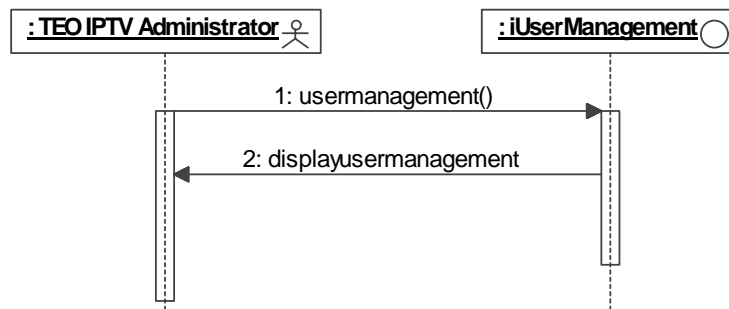 : TEO IPTV Administrator
: iUserManagement
1: usermanagement()
2: displayusermanagement